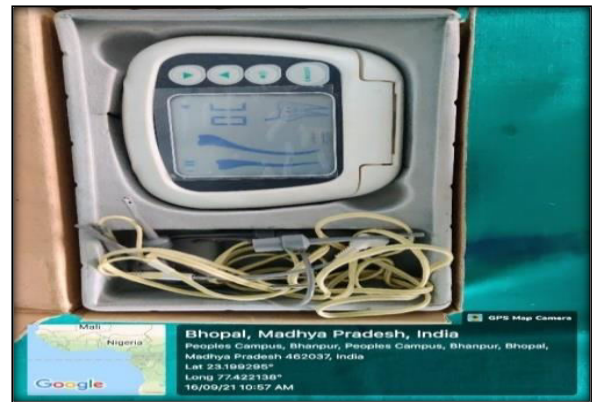 GPS Map Camera
Mali
Nigeria
Google
Bhopal, Madhya Pradesh, India
Peoples Campus, Bhanpur, Peoples Campus, Bhanpur, Bhopal,
Madhya Pradesh 462037, India
Lat 23.199295°
Long 77.422138°
16/09/21 10:57 AM